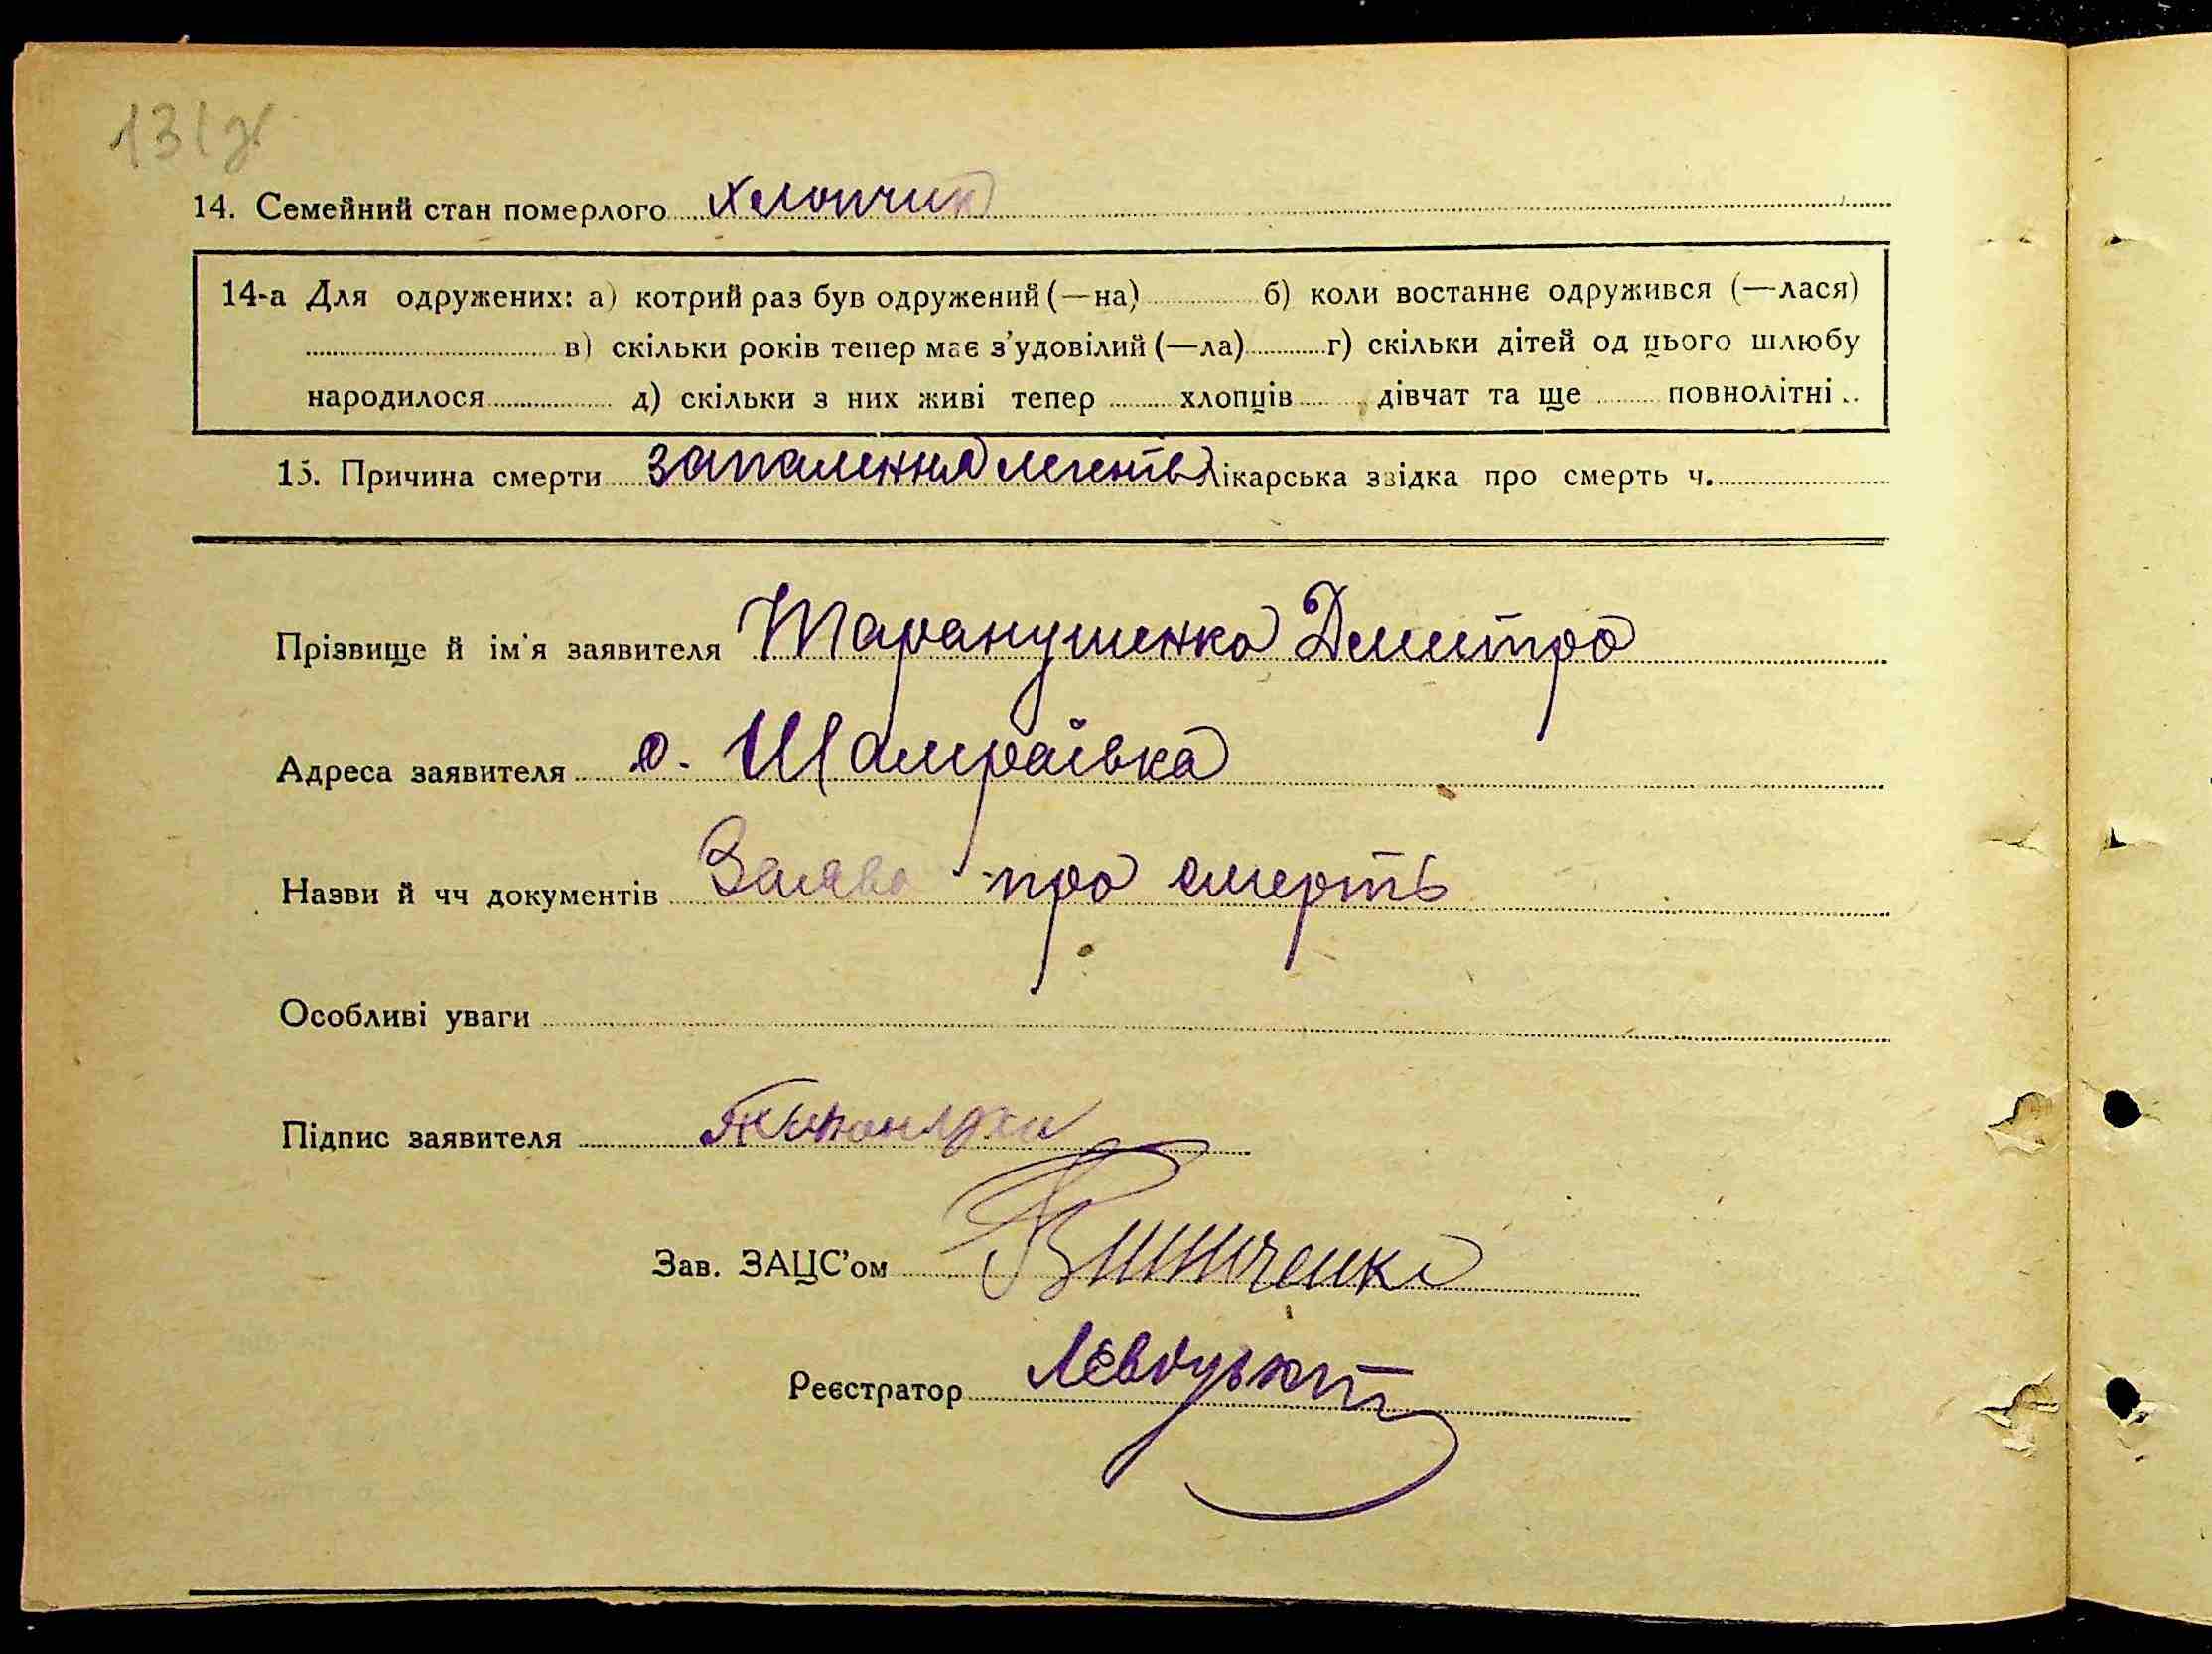 14. Семейний стан померлого хлопчик
14-а Для одружених: а) котрий раз був одружений (—на) б) коли востаннє одружився (—лася)
в) скільки років тепер має з'удовілий (—ла) г) скільки дітей од цього шлюбу
народилося д) скільки з них живі тепер хлопців дівчат та ще повнолітні
15. Причина смерти запалення легенів Лікарська звідка про смерть ч.
Прізвище й ім'я заявителя Таранушенко Дмитро
Адреса заявителя с. Шамраївка
Назви й чч документів Заява про смерть
Особливі уваги
Підпис заявителя
Зав. ЗАЦС'ом Винниченко
Реєстратор